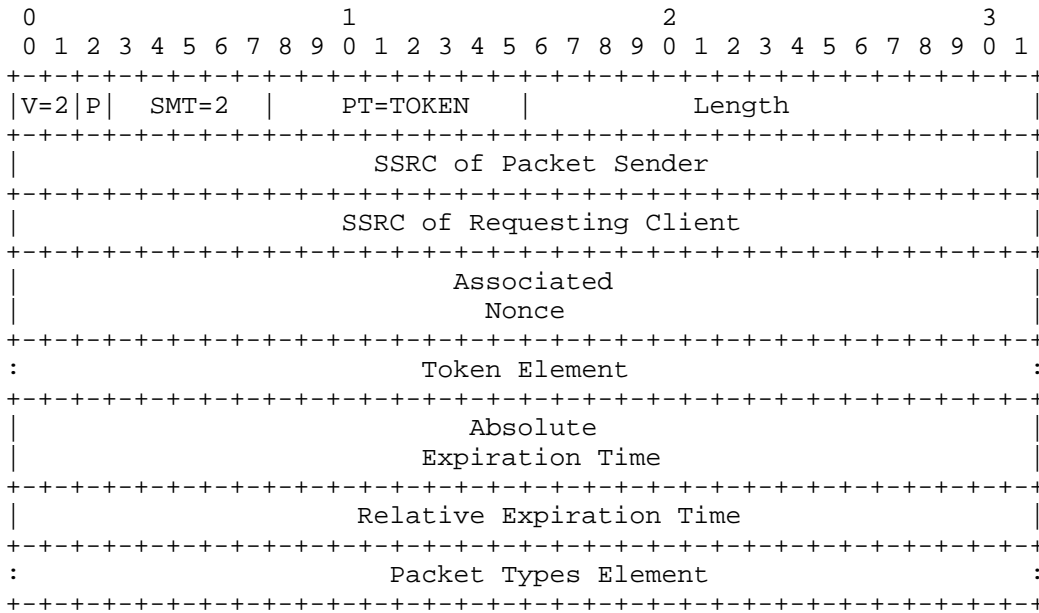 0                   1                   2                   3
 0 1 2 3 4 5 6 7 8 9 0 1 2 3 4 5 6 7 8 9 0 1 2 3 4 5 6 7 8 9 0 1
+-+-+-+-+-+-+-+-+-+-+-+-+-+-+-+-+-+-+-+-+-+-+-+-+-+-+-+-+-+-+-+-+
|V=2|P|  SMT=2  |    PT=TOKEN   |          Length               |
+-+-+-+-+-+-+-+-+-+-+-+-+-+-+-+-+-+-+-+-+-+-+-+-+-+-+-+-+-+-+-+-+
|                      SSRC of Packet Sender                    |
+-+-+-+-+-+-+-+-+-+-+-+-+-+-+-+-+-+-+-+-+-+-+-+-+-+-+-+-+-+-+-+-+
|                    SSRC of Requesting Client                  |
+-+-+-+-+-+-+-+-+-+-+-+-+-+-+-+-+-+-+-+-+-+-+-+-+-+-+-+-+-+-+-+-+
|                           Associated                          |
|                             Nonce                             |
+-+-+-+-+-+-+-+-+-+-+-+-+-+-+-+-+-+-+-+-+-+-+-+-+-+-+-+-+-+-+-+-+
:                         Token Element                         :
+-+-+-+-+-+-+-+-+-+-+-+-+-+-+-+-+-+-+-+-+-+-+-+-+-+-+-+-+-+-+-+-+
|                            Absolute                           |
|                         Expiration Time                       |
+-+-+-+-+-+-+-+-+-+-+-+-+-+-+-+-+-+-+-+-+-+-+-+-+-+-+-+-+-+-+-+-+
|                     Relative Expiration Time                  |
+-+-+-+-+-+-+-+-+-+-+-+-+-+-+-+-+-+-+-+-+-+-+-+-+-+-+-+-+-+-+-+-+
:                       Packet Types Element                    :
+-+-+-+-+-+-+-+-+-+-+-+-+-+-+-+-+-+-+-+-+-+-+-+-+-+-+-+-+-+-+-+-+